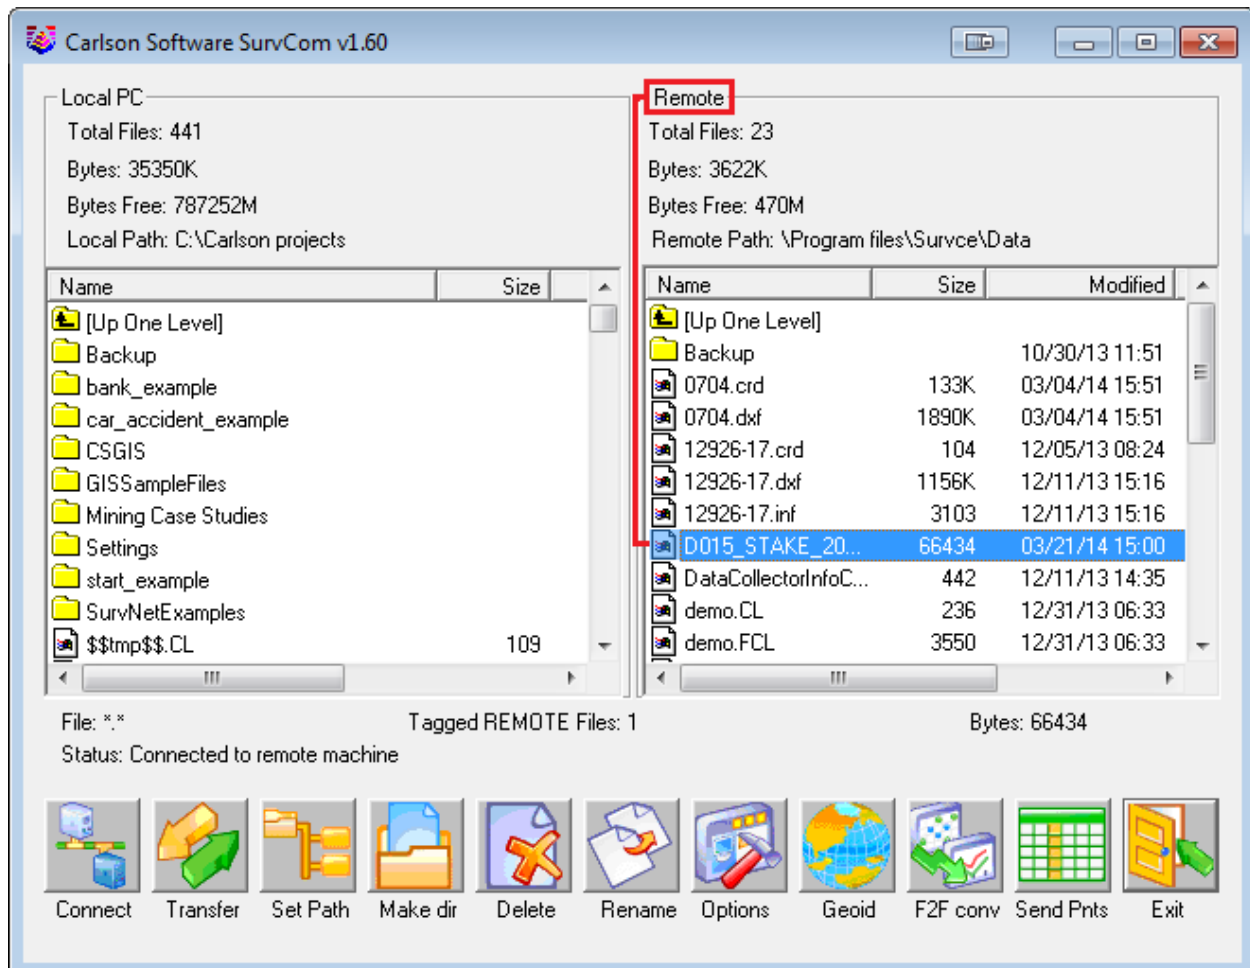 Carlson Software SurvCom v1.60
Local PC
Total Files: 441
Bytes: 35350K
Bytes Free: 787252M
Local Path: C:\Carlson projects
Name Size
[Up One Level]
Backup
bank_example
car_accident_example
CSGIS
GISSampleFiles
Mining Case Studies
Settings
start_example
SurvNetExamples
$$tmp$$.CL 109
Remote
Total Files: 23
Bytes: 3622K
Bytes Free: 470M
Remote Path: \Program files\Survce\Data
Name Size Modified
[Up One Level]
Backup 10/30/13 11:51
0704.crd 133K 03/04/14 15:51
0704.dxf 1890K 03/04/14 15:51
12926-17.crd 104 12/05/13 08:24
12926-17.dxf 1156K 12/11/13 15:16
12926-17.inf 3103 12/11/13 15:16
D015_STAKE_20... 66434 03/21/14 15:00
DataCollectorInfoC... 442 12/11/13 14:35
demo.CL 236 12/31/13 06:33
demo.FCL 3550 12/31/13 06:33
File: *.* Tagged REMOTE Files: 1 Bytes: 66434
Status: Connected to remote machine
Connect Transfer Set Path Make dir Delete Rename Options Geoid F2F conv Send Pnts Exit